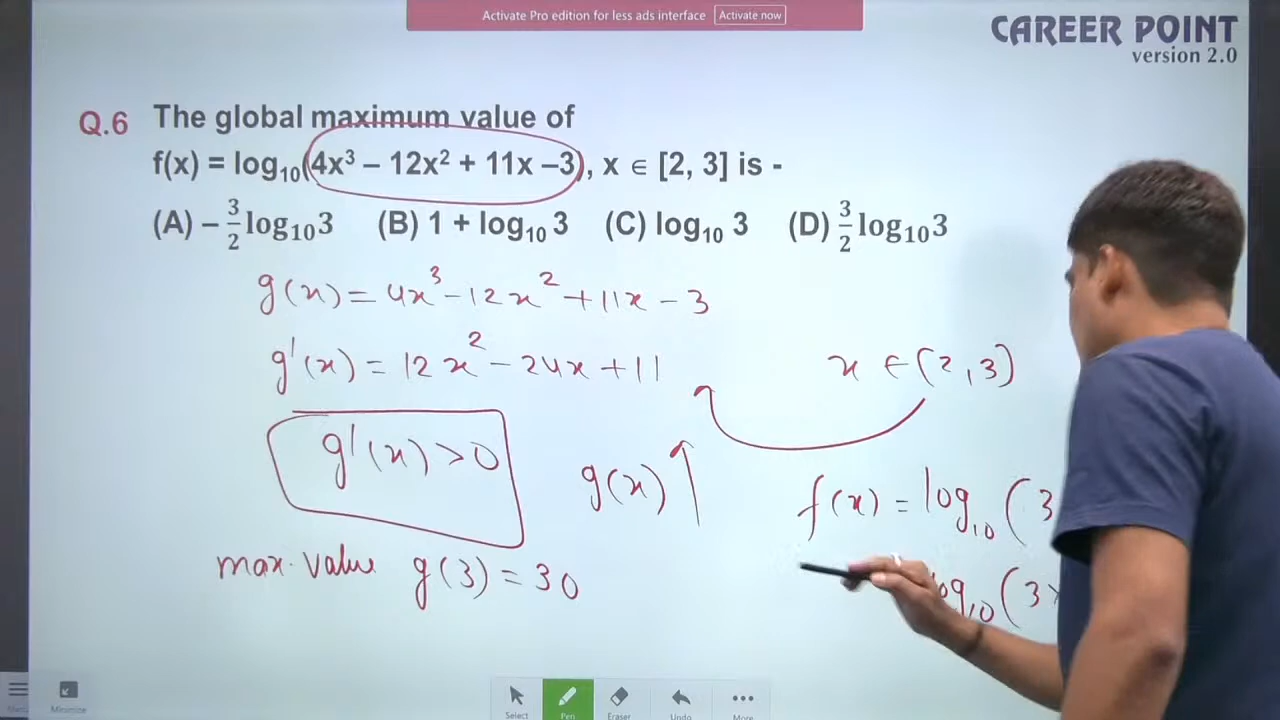 Activate Pro edition for less ads interface Activate now
CAREER POINT
version 2.0
Q.6 The global maximum value of
f(x) = log₁₀(4x³ – 12x² + 11x –3), x ∈ [2, 3] is -
(A) – 3/2 log₁₀3 (B) 1 + log₁₀ 3 (C) log₁₀ 3 (D) 3/2 log₁₀3
g(x) = 4x³ - 12x² + 11x - 3
g'(x) = 12x² - 24x + 11
x ∈ (2, 3)
g'(x) > 0
g(x) ↑
f(x) = log₁₀ (3
max. value g(3) = 30
log₁₀ (3×
Minimize
Select
Pen
Eraser
Undo
More